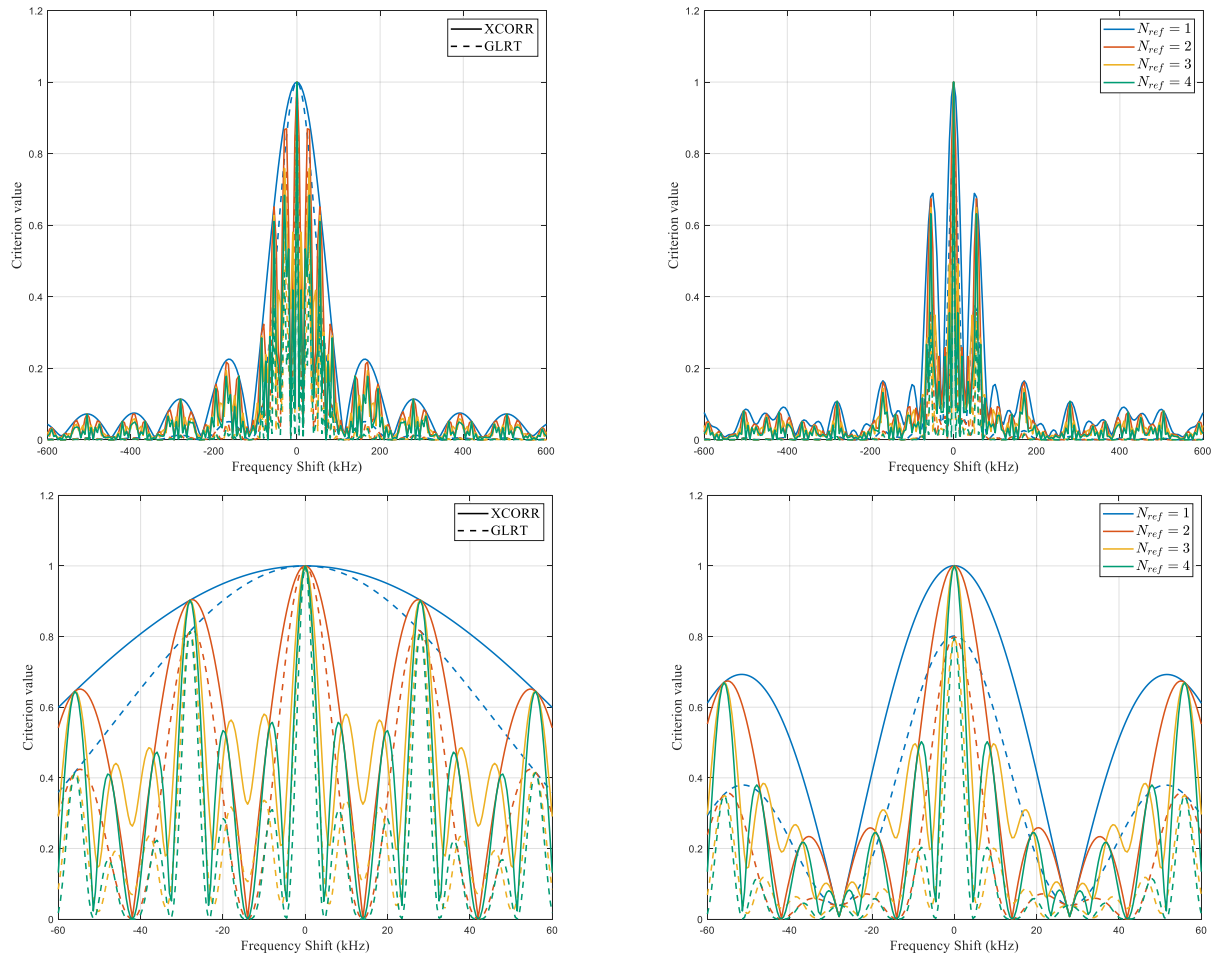 1.2
1
0.8
0.6
0.4
0.2
0
-600
-400
-200
0
200
400
600
Criterion value
Frequency Shift (kHz)
XCORR
GLRT
1.2
1
0.8
0.6
0.4
0.2
0
-600
-400
-200
0
200
400
600
Criterion value
Frequency Shift (kHz)
N_ref = 1
N_ref = 2
N_ref = 3
N_ref = 4
1.2
1
0.8
0.6
0.4
0.2
0
-60
-40
-20
0
20
40
60
Criterion value
Frequency Shift (kHz)
XCORR
GLRT
1.2
1
0.8
0.6
0.4
0.2
0
-60
-40
-20
0
20
40
60
Criterion value
Frequency Shift (kHz)
N_ref = 1
N_ref = 2
N_ref = 3
N_ref = 4